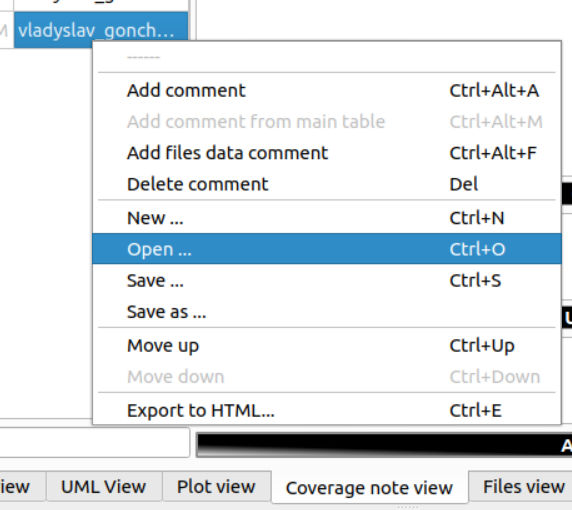 vladyslav_gonch...
------
Add comment Ctrl+Alt+A
Add comment from main table Ctrl+Alt+M
Add files data comment Ctrl+Alt+F
Delete comment Del
New ... Ctrl+N
Open ... Ctrl+O
Save ... Ctrl+S
Save as ...
Move up Ctrl+Up
Move down Ctrl+Down
Export to HTML... Ctrl+E
iew UML View Plot view Coverage note view Files view